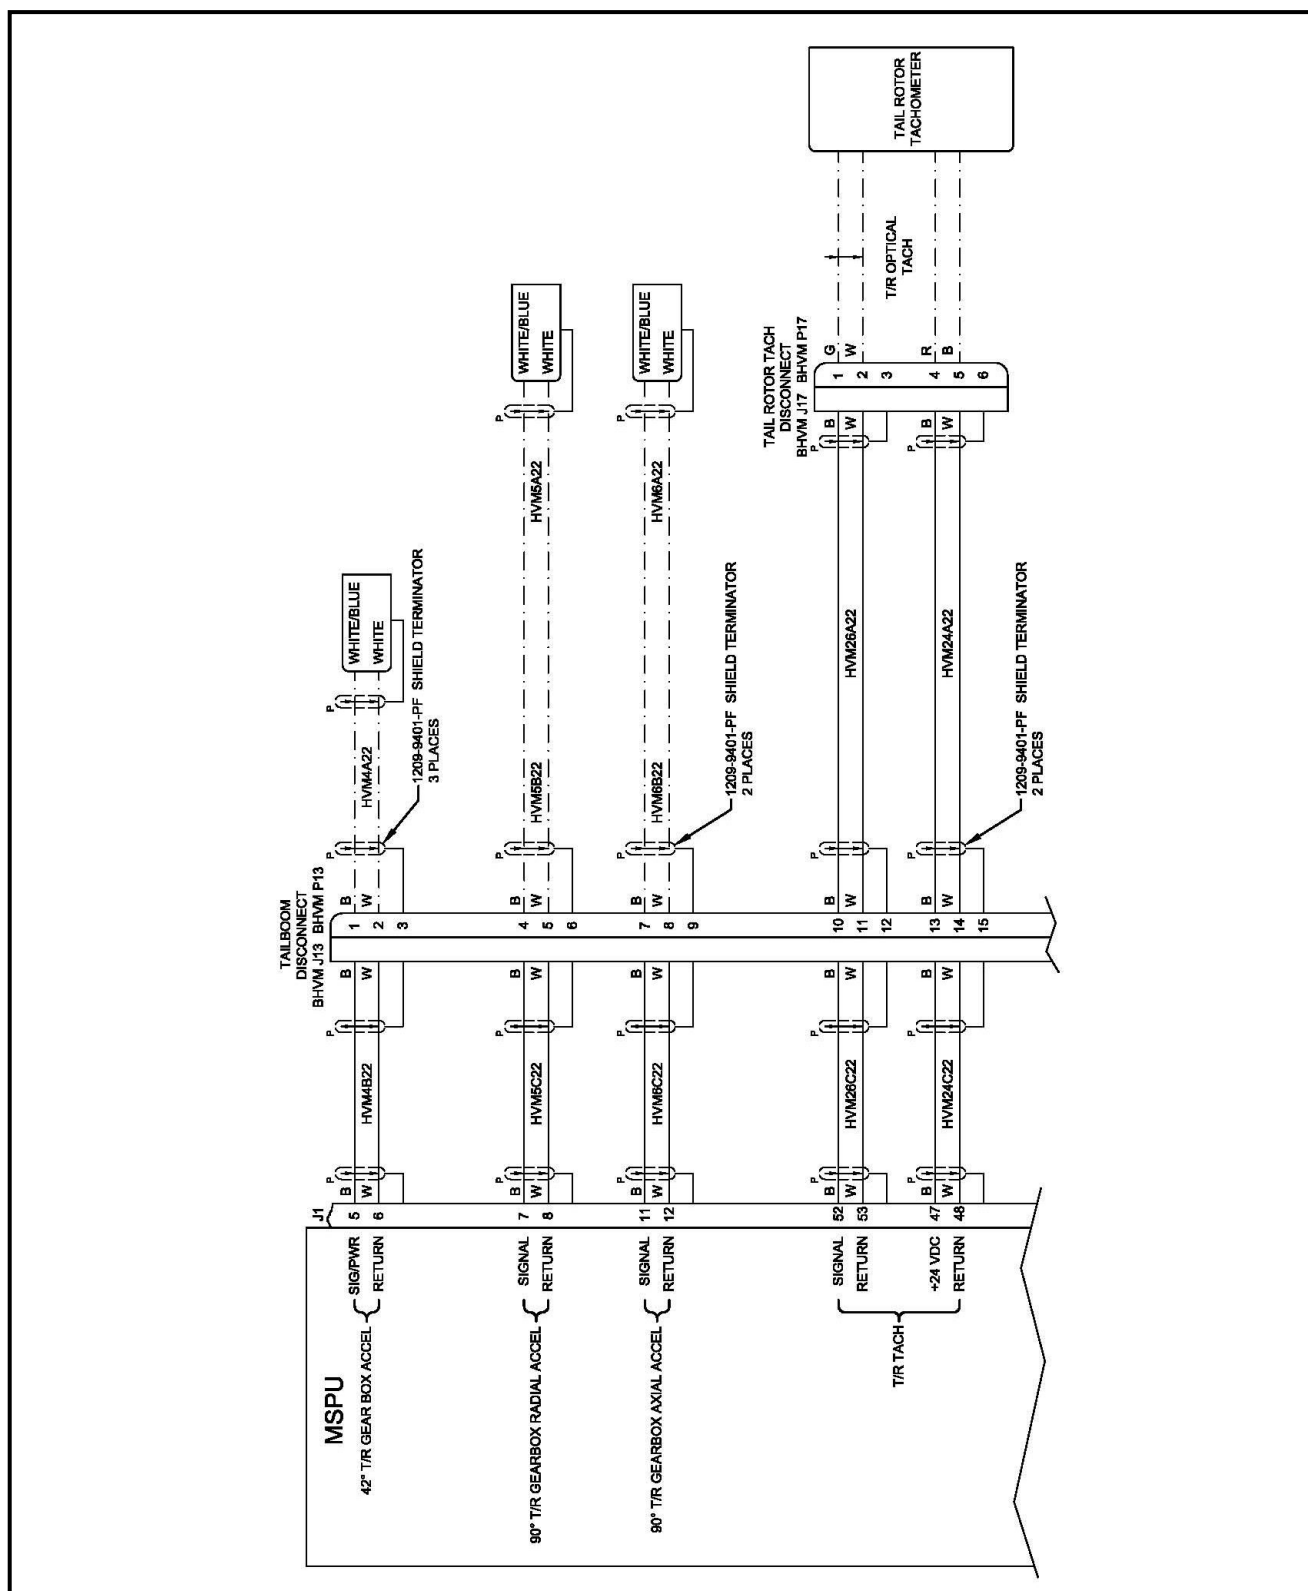 MSPU
J1
TAILBOOM
DISCONNECT
BHVM J13 BHVM P13
42° T/R GEAR BOX ACCEL
SIG/PWR 5 B P HVM4B22 P B 1 B P HVM4A22 P WHITE/BLUE
RETURN 6 W W 2 W WHITE
3
1209-9401-PF SHIELD TERMINATOR
3 PLACES
90° T/R GEARBOX RADIAL ACCEL
SIGNAL 7 B P HVM5C22 P B 4 B P HVM5B22 HVM5A22 P WHITE/BLUE
RETURN 8 W W 5 W WHITE
6
90° T/R GEARBOX AXIAL ACCEL
SIGNAL 11 B P HVM6C22 P B 7 B P HVM6B22 HVM6A22 P WHITE/BLUE
RETURN 12 W W 8 W WHITE
9
1209-9401-PF SHIELD TERMINATOR
2 PLACES
TAIL ROTOR TACH
DISCONNECT
BHVM J17 BHVM P17
T/R TACH
SIGNAL 52 B P HVM26C22 P B 10 B P HVM26A22 P B 1 G
RETURN 53 W W 11 W W 2 W
12 3
T/R OPTICAL
TACH
TAIL ROTOR
TACHOMETER
+24 VDC 47 B P HVM24C22 P B 13 B P HVM24A22 P B 4 R
RETURN 48 W W 14 W W 5 B
15 6
1209-9401-PF SHIELD TERMINATOR
2 PLACES